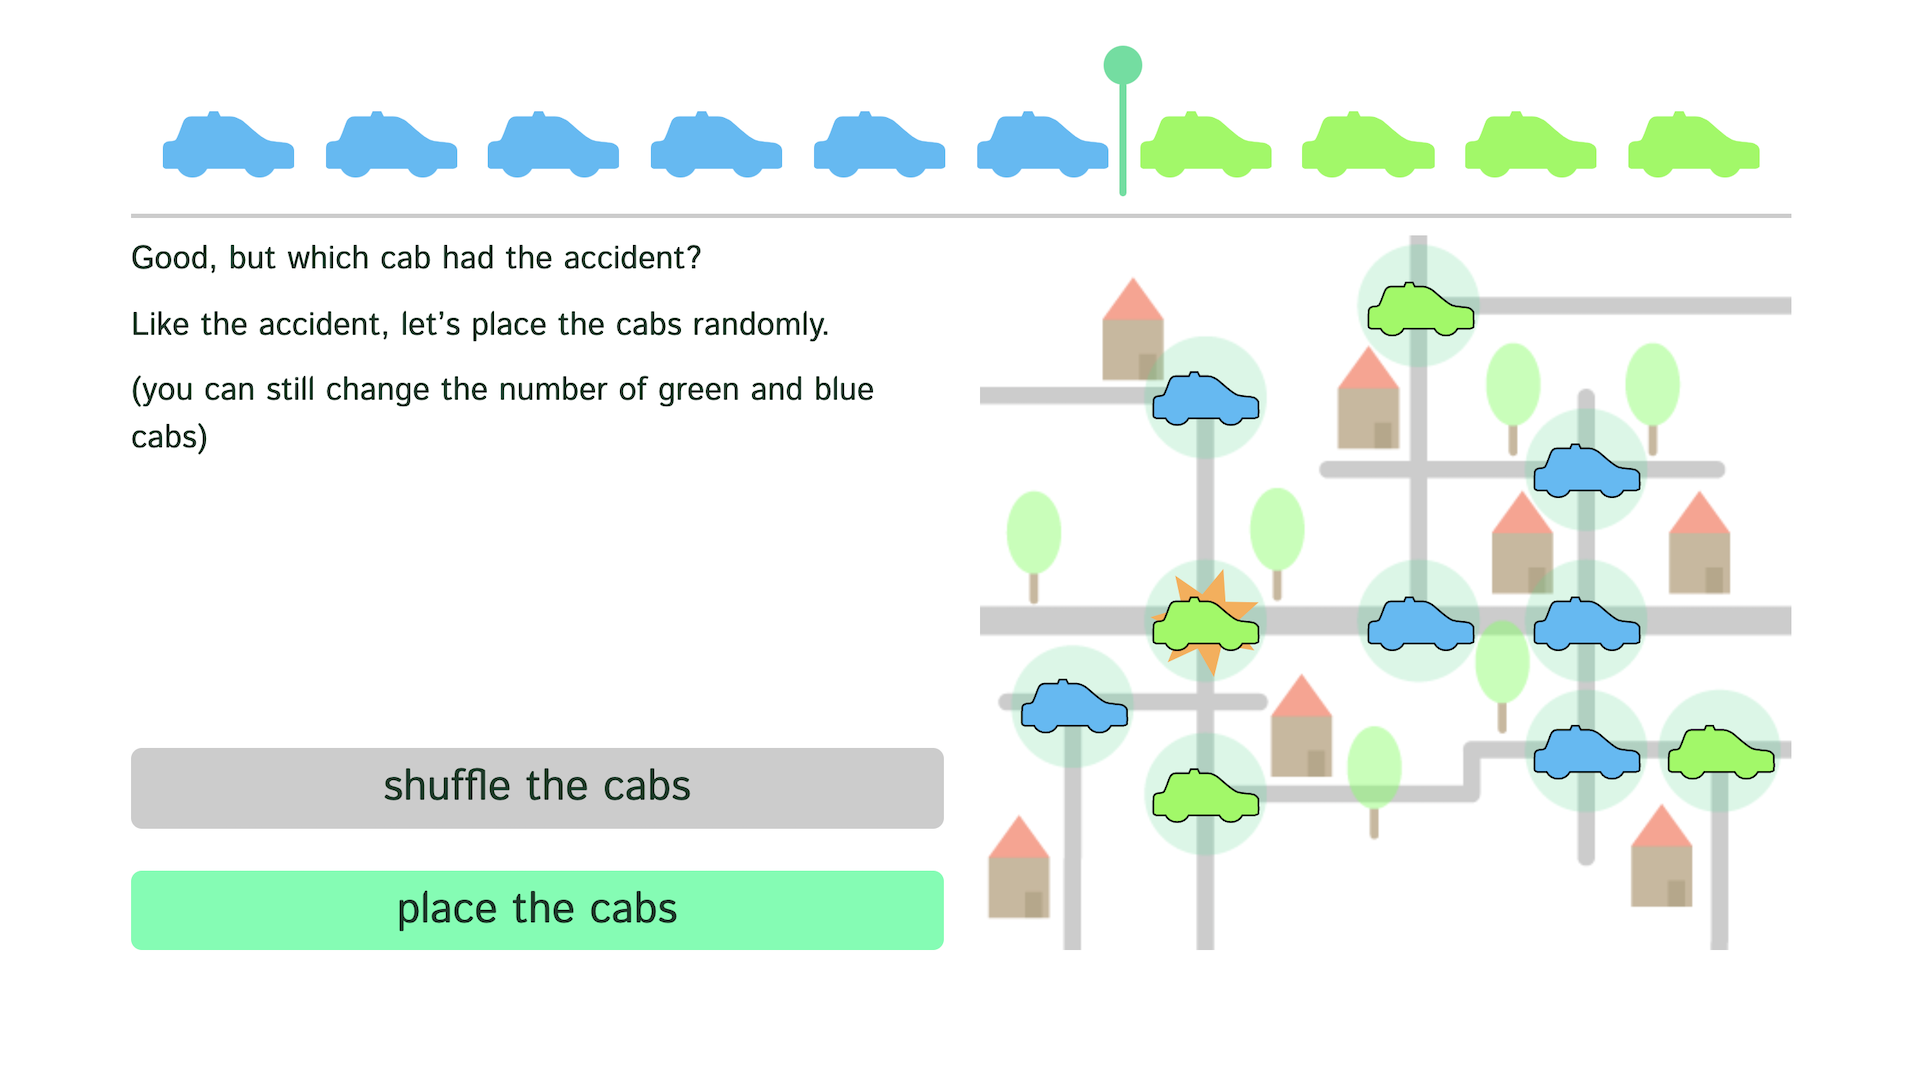 Good, but which cab had the accident?
Like the accident, let’s place the cabs randomly.
(you can still change the number of green and blue
cabs)
shuffle the cabs
place the cabs